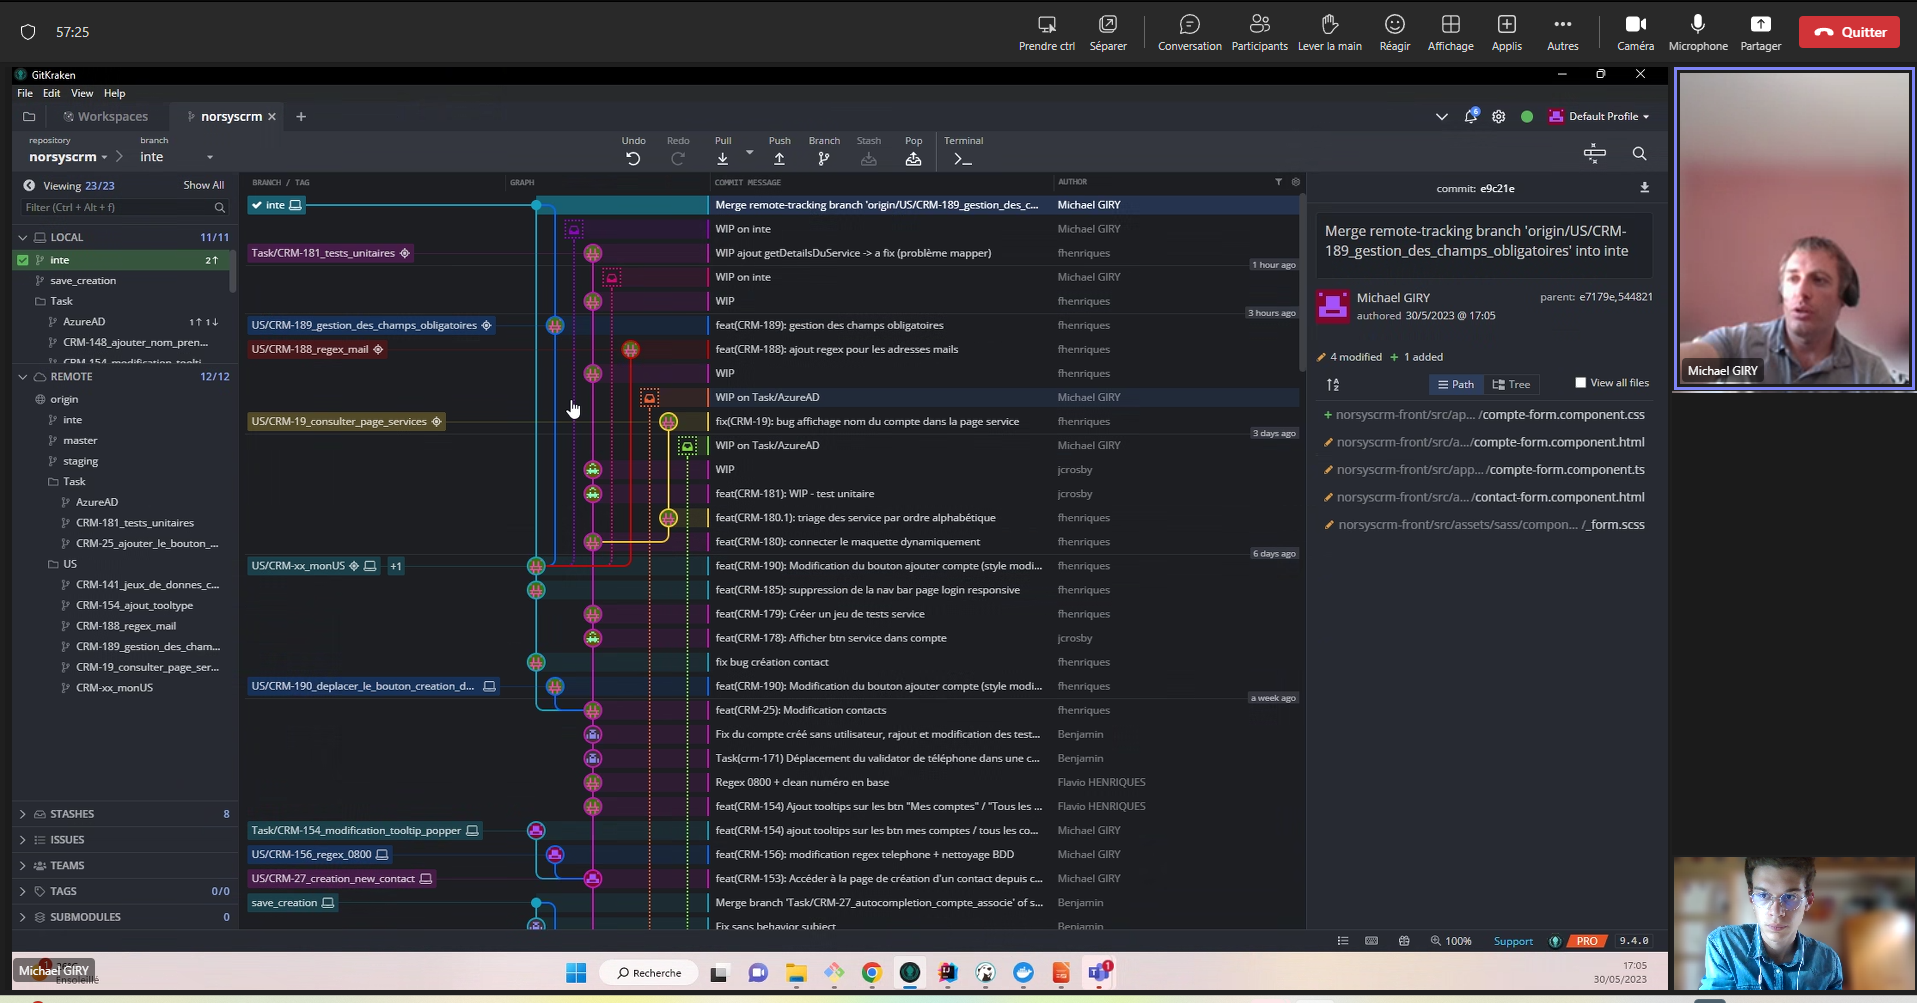 57:25
Prendre ctrl
Séparer
Conversation
Participants
Lever la main
Réagir
Affichage
Applis
Autres
Caméra
Microphone
Partager
Quitter
GitKraken
File Edit View Help
Workspaces
norsyscrm
6
Default Profile
repository
norsyscrm
branch
inte
Undo
Redo
Pull
Push
Branch
Stash
Pop
Terminal
Viewing 23/23
Show All
Filter (Ctrl + Alt + f)
LOCAL 11/11
inte 2↑
save_creation
Task
AzureAD 1↑ 1↓
CRM-148_ajouter_nom_pren...
CRM-154_modification_toolti...
REMOTE 12/12
origin
inte
master
staging
Task
AzureAD
CRM-181_tests_unitaires
CRM-25_ajouter_le_bouton_...
US
CRM-141_jeux_de_donnes_c...
CRM-154_ajout_tooltype
CRM-188_regex_mail
CRM-189_gestion_des_cham...
CRM-19_consulter_page_ser...
CRM-xx_monUS
STASHES 8
ISSUES
TEAMS
TAGS 0/0
SUBMODULES 0
BRANCH / TAG GRAPH COMMIT MESSAGE AUTHOR
inte Merge remote-tracking branch 'origin/US/CRM-189_gestion_des_c... Michael GIRY
WIP on inte Michael GIRY
Task/CRM-181_tests_unitaires WIP ajout getDetailsDuService -> a fix (problème mapper) fhenriques
1 hour ago
WIP on inte Michael GIRY
WIP fhenriques
3 hours ago
US/CRM-189_gestion_des_champs_obligatoires feat(CRM-189): gestion des champs obligatoires fhenriques
US/CRM-188_regex_mail feat(CRM-188): ajout regex pour les adresses mails fhenriques
WIP fhenriques
WIP on Task/AzureAD Michael GIRY
US/CRM-19_consulter_page_services fix(CRM-19): bug affichage nom du compte dans la page service fhenriques
3 days ago
WIP on Task/AzureAD Michael GIRY
WIP jcrosby
feat(CRM-181): WIP - test unitaire jcrosby
feat(CRM-180.1): triage des service par ordre alphabétique fhenriques
feat(CRM-180): connecter le maquette dynamiquement fhenriques
6 days ago
US/CRM-xx_monUS +1 feat(CRM-190): Modification du bouton ajouter compte (style modi... fhenriques
feat(CRM-185): suppression de la nav bar page login responsive fhenriques
feat(CRM-179): Créer un jeu de tests service fhenriques
feat(CRM-178): Afficher btn service dans compte jcrosby
fix bug création contact fhenriques
US/CRM-190_deplacer_le_bouton_creation_d... feat(CRM-190): Modification du bouton ajouter compte (style modi... fhenriques
a week ago
feat(CRM-25): Modification contacts fhenriques
Fix du compte créé sans utilisateur, rajout et modification des test... Benjamin
Task(crm-171) Déplacement du validator de téléphone dans une c... Benjamin
Regex 0800 + clean numéro en base Flavio HENRIQUES
feat(CRM-154) Ajout tooltips sur les btn "Mes comptes" / "Tous les ... Flavio HENRIQUES
Task/CRM-154_modification_tooltip_popper feat(CRM-154) ajout tooltips sur les btn mes comptes / tous les co... Michael GIRY
US/CRM-156_regex_0800 feat(CRM-156): modification regex telephone + nettoyage BDD Michael GIRY
US/CRM-27_creation_new_contact feat(CRM-153): Accéder à la page de création d'un contact depuis c... Michael GIRY
save_creation Merge branch 'Task/CRM-27_autocompletion_compte_associe' of s... Benjamin
Fix sans behavior subject Benjamin
commit: e9c21e
Merge remote-tracking branch 'origin/US/CRM-
189_gestion_des_champs_obligatoires' into inte
Michael GIRY
authored 30/5/2023 @ 17:05
parent: e7179e,544821
4 modified + 1 added
Path
Tree
View all files
+ norsyscrm-front/src/ap... /compte-form.component.css
norsyscrm-front/src/a... /compte-form.component.html
norsyscrm-front/src/app... /compte-form.component.ts
norsyscrm-front/src/a... /contact-form.component.html
norsyscrm-front/src/assets/sass/compon... /_form.scss
100%
Support
PRO
9.4.0
Michael GIRY
Michael GIRY
Ensoleillé
Recherche
1
17:05
30/05/2023